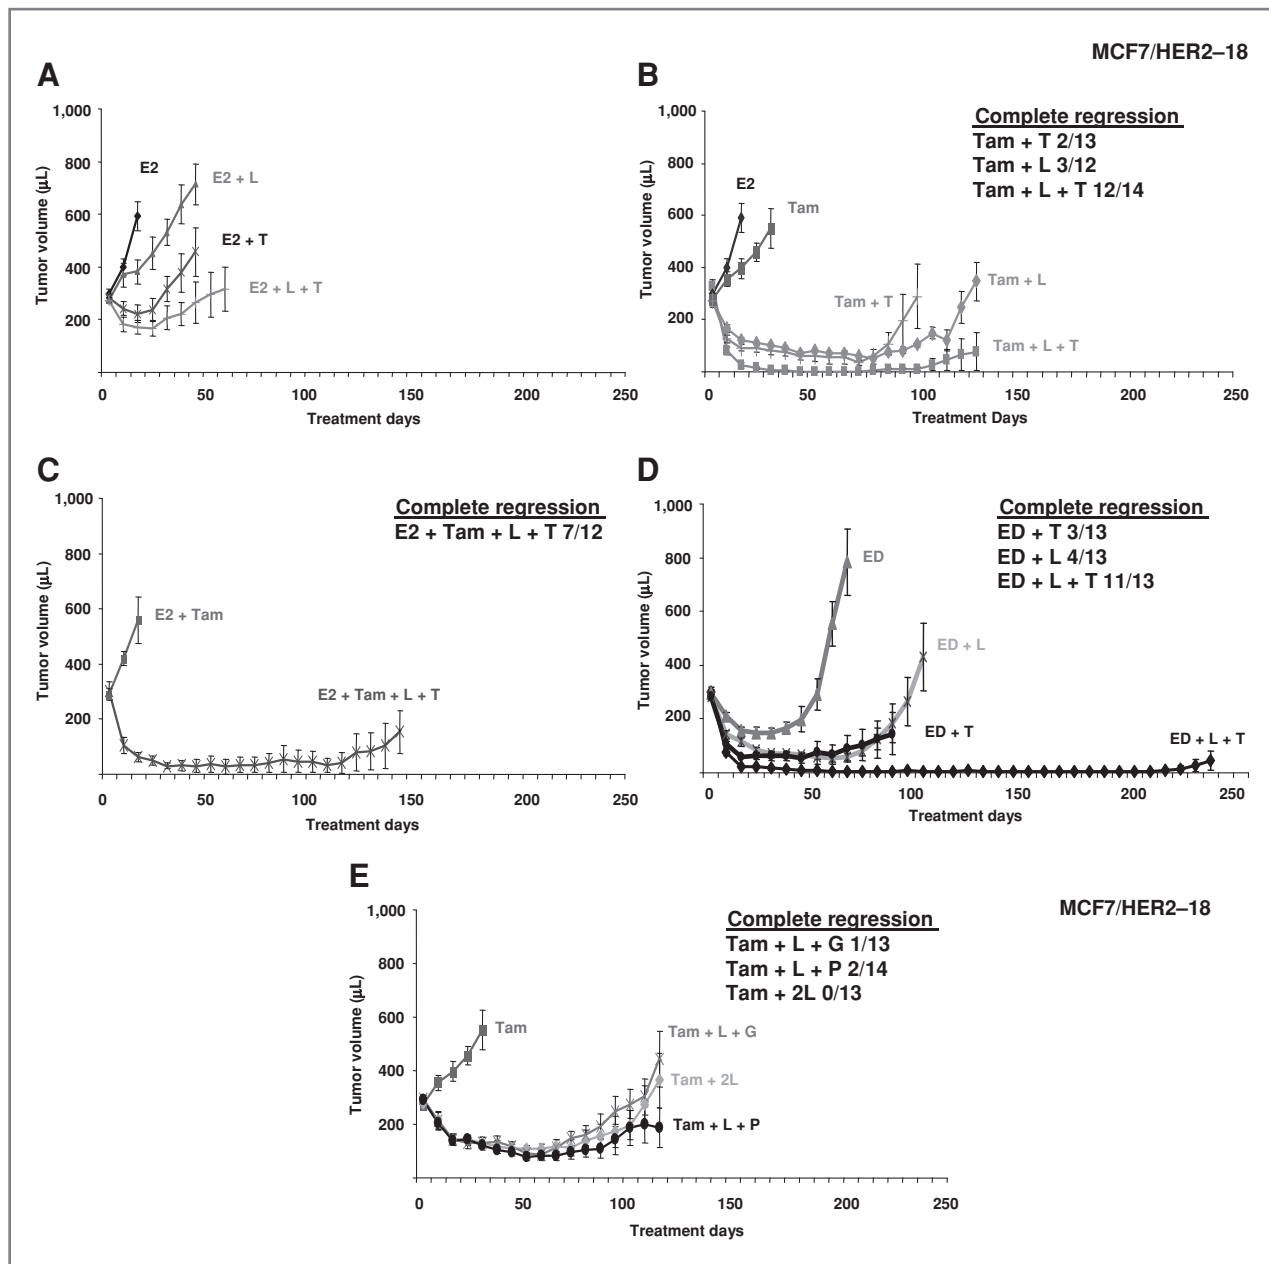 MCF7/HER2–18
A
1,000
800
600
400
200
Tumor volume (µL)
E2
E2 + L
E2 + T
E2 + L + T
0 50 100 150 200 250
Treatment days
B
1,000
800
600
400
200
Tumor volume (µL)
Complete regression
Tam + T 2/13
Tam + L 3/12
Tam + L + T 12/14
E2
Tam
Tam + T
Tam + L
Tam + L + T
0 50 100 150 200 250
Treatment Days
C
1,000
800
600
400
200
Tumor volume (µL)
Complete regression
E2 + Tam + L + T 7/12
E2 + Tam
E2 + Tam + L + T
0 50 100 150 200 250
Treatment days
D
1,000
800
600
400
200
Tumor volume (µL)
Complete regression
ED + T 3/13
ED + L 4/13
ED + L + T 11/13
ED
ED + L
ED + T
ED + L + T
0 50 100 150 200 250
Treatment days
E
MCF7/HER2–18
1,000
800
600
400
200
Tumor volume (µL)
Complete regression
Tam + L + G 1/13
Tam + L + P 2/14
Tam + 2L 0/13
Tam
Tam + L + G
Tam + 2L
Tam + L + P
0 50 100 150 200 250
Treatment days